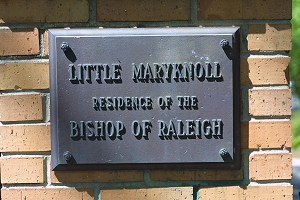 LITTLE MARYKNOLL
RESIDENCE OF THE
BISHOP OF RALEIGH